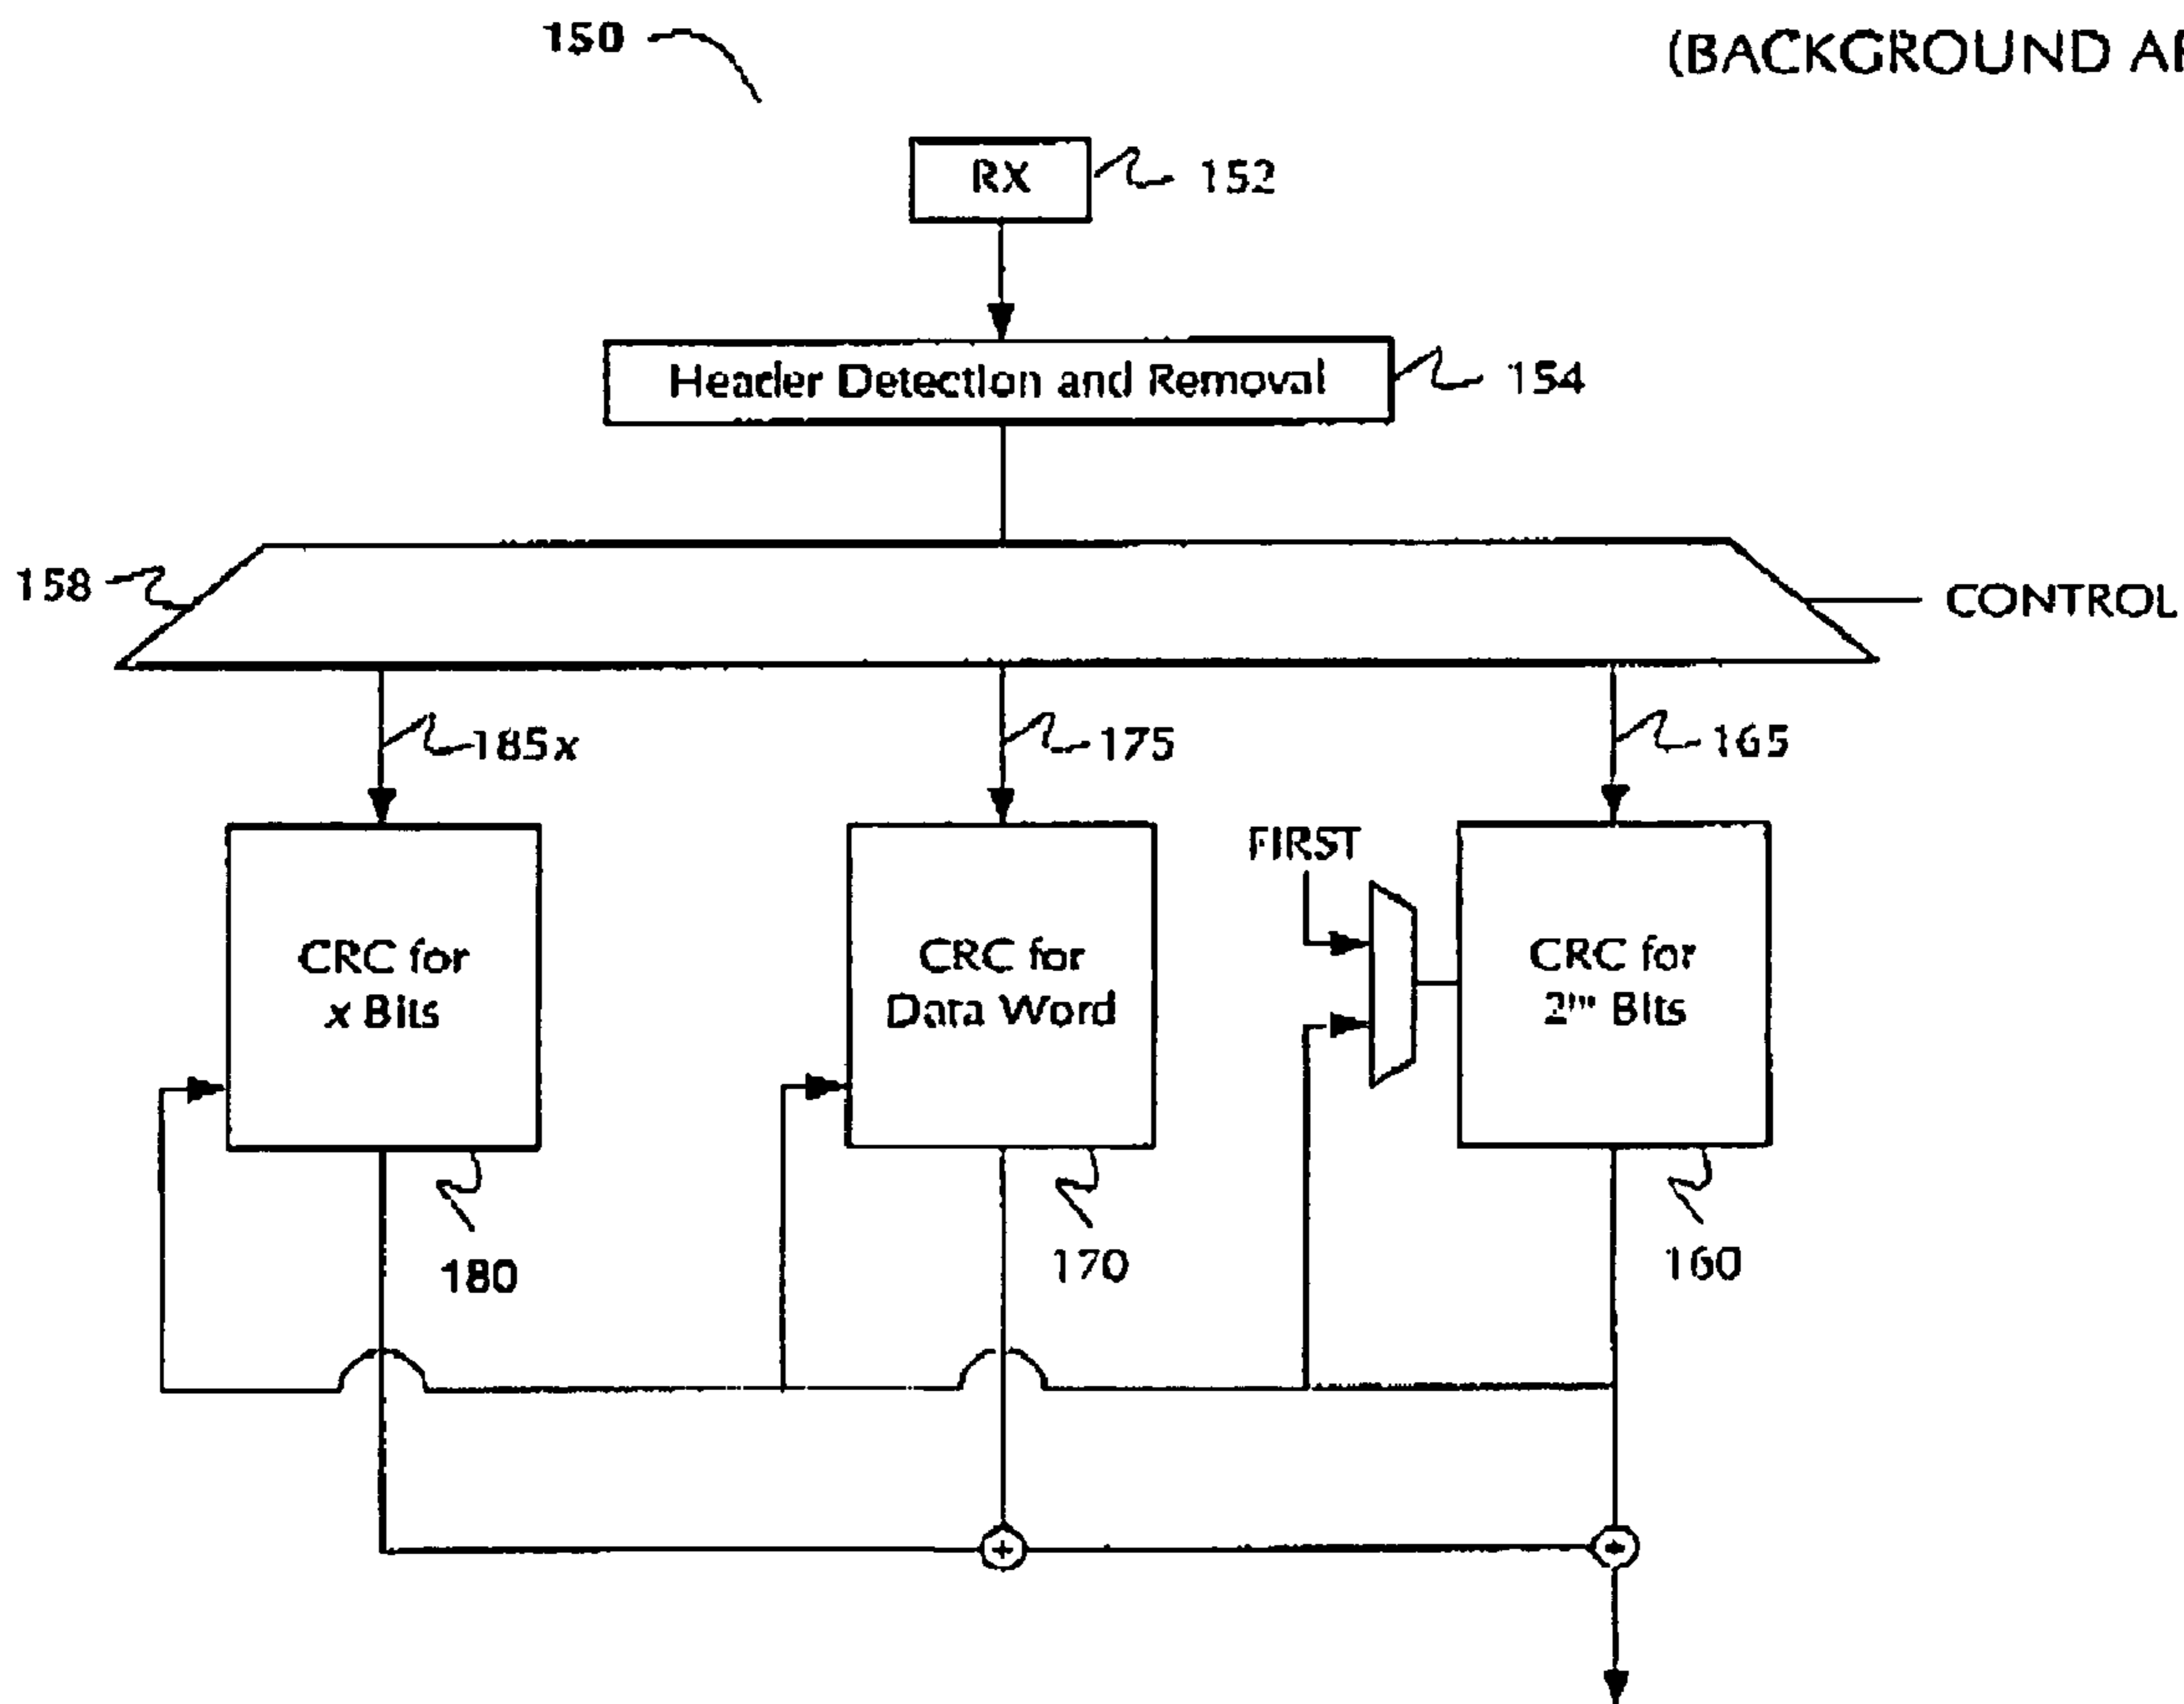 150
(BACKGROUND
RX
152
Header Detection and Removal
154
158
CONTROL
185x
175
165
FIRST
CRC for
x Bits
CRC for
Data Word
CRC for
2ᵐ Bits
180
170
160
+
+